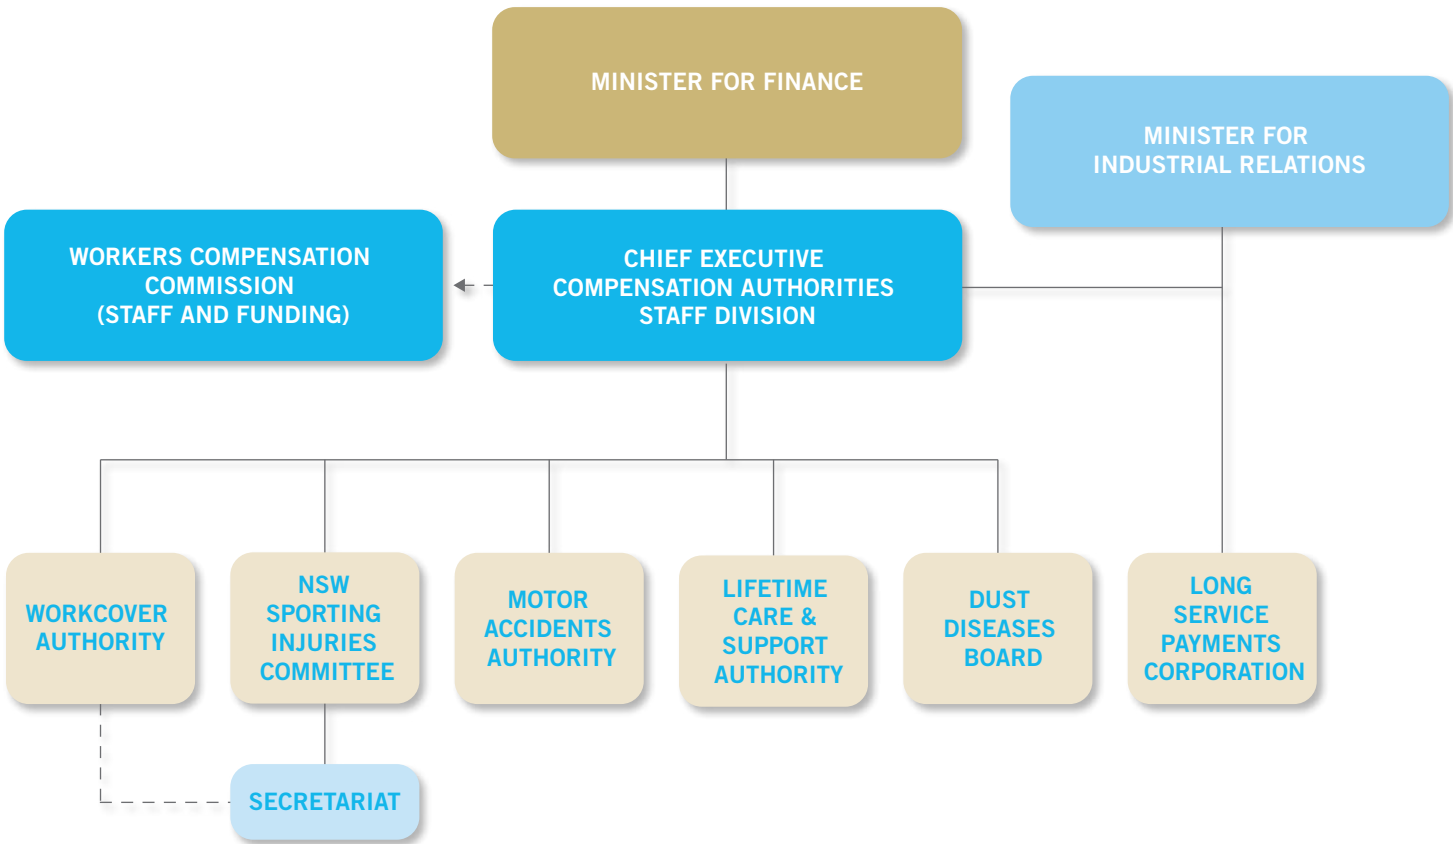 MINISTER FOR FINANCE
MINISTER FOR
INDUSTRIAL RELATIONS
WORKERS COMPENSATION
COMMISSION
(STAFF AND FUNDING)
CHIEF EXECUTIVE
COMPENSATION AUTHORITIES
STAFF DIVISION
WORKCOVER
AUTHORITY
NSW
SPORTING
INJURIES
COMMITTEE
MOTOR
ACCIDENTS
AUTHORITY
LIFETIME
CARE &
SUPPORT
AUTHORITY
DUST
DISEASES
BOARD
LONG
SERVICE
PAYMENTS
CORPORATION
SECRETARIAT